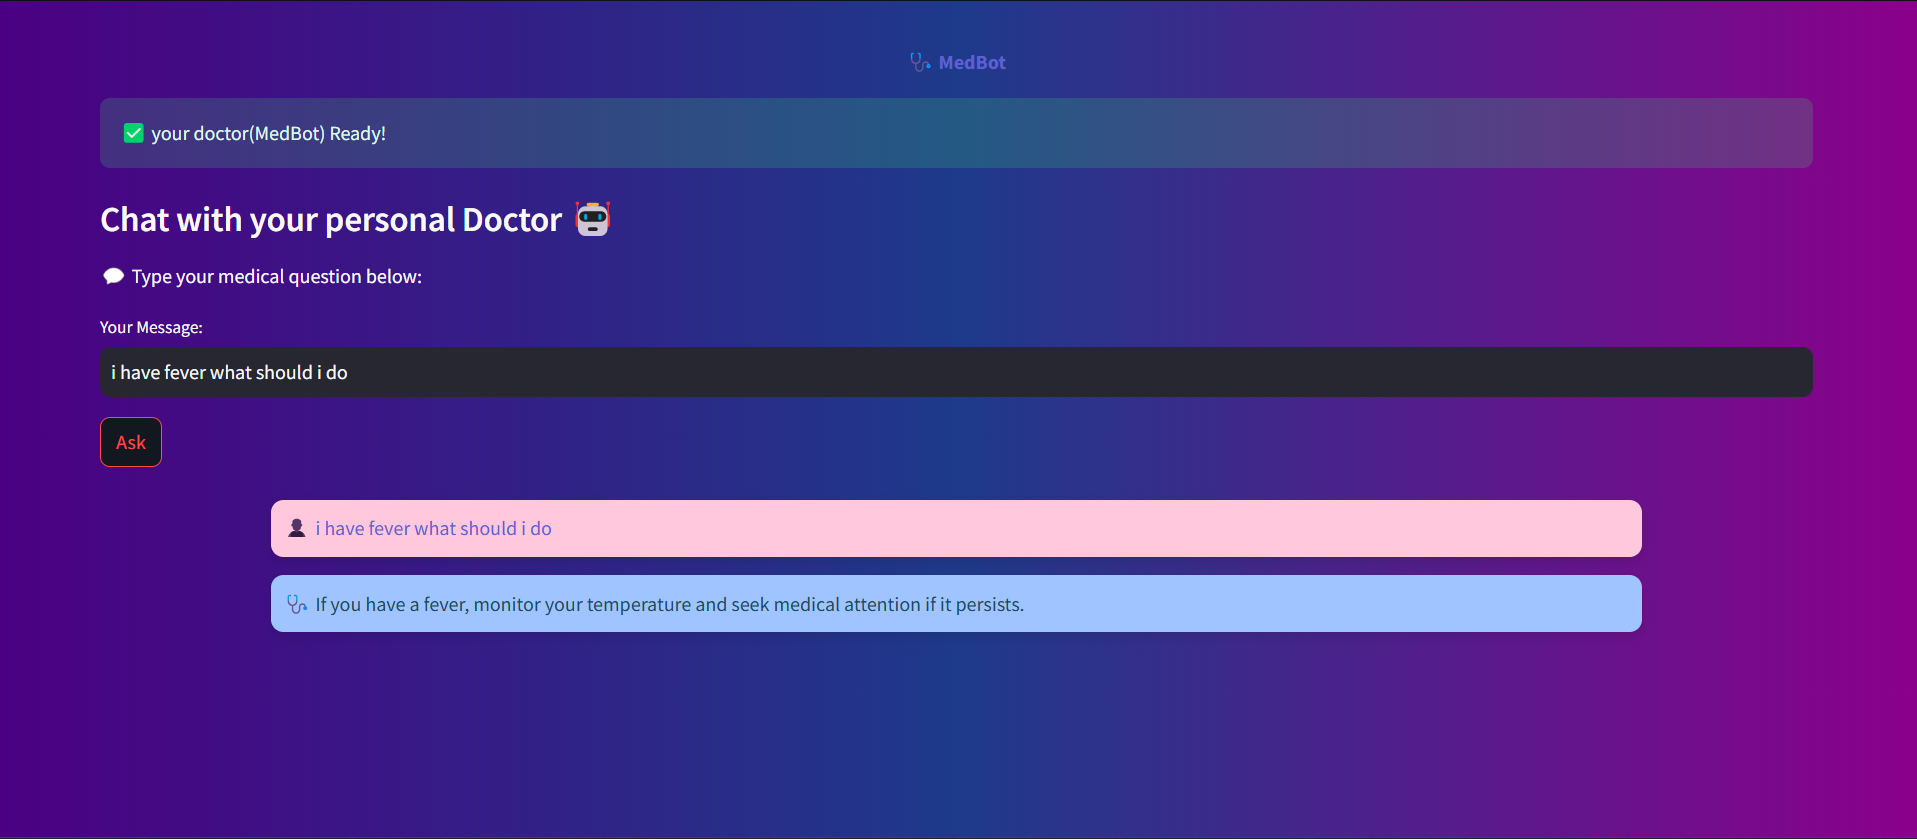 MedBot
your doctor(MedBot) Ready!
Chat with your personal Doctor
Type your medical question below:
Your Message:
i have fever what should i do
Ask
i have fever what should i do
If you have a fever, monitor your temperature and seek medical attention if it persists.